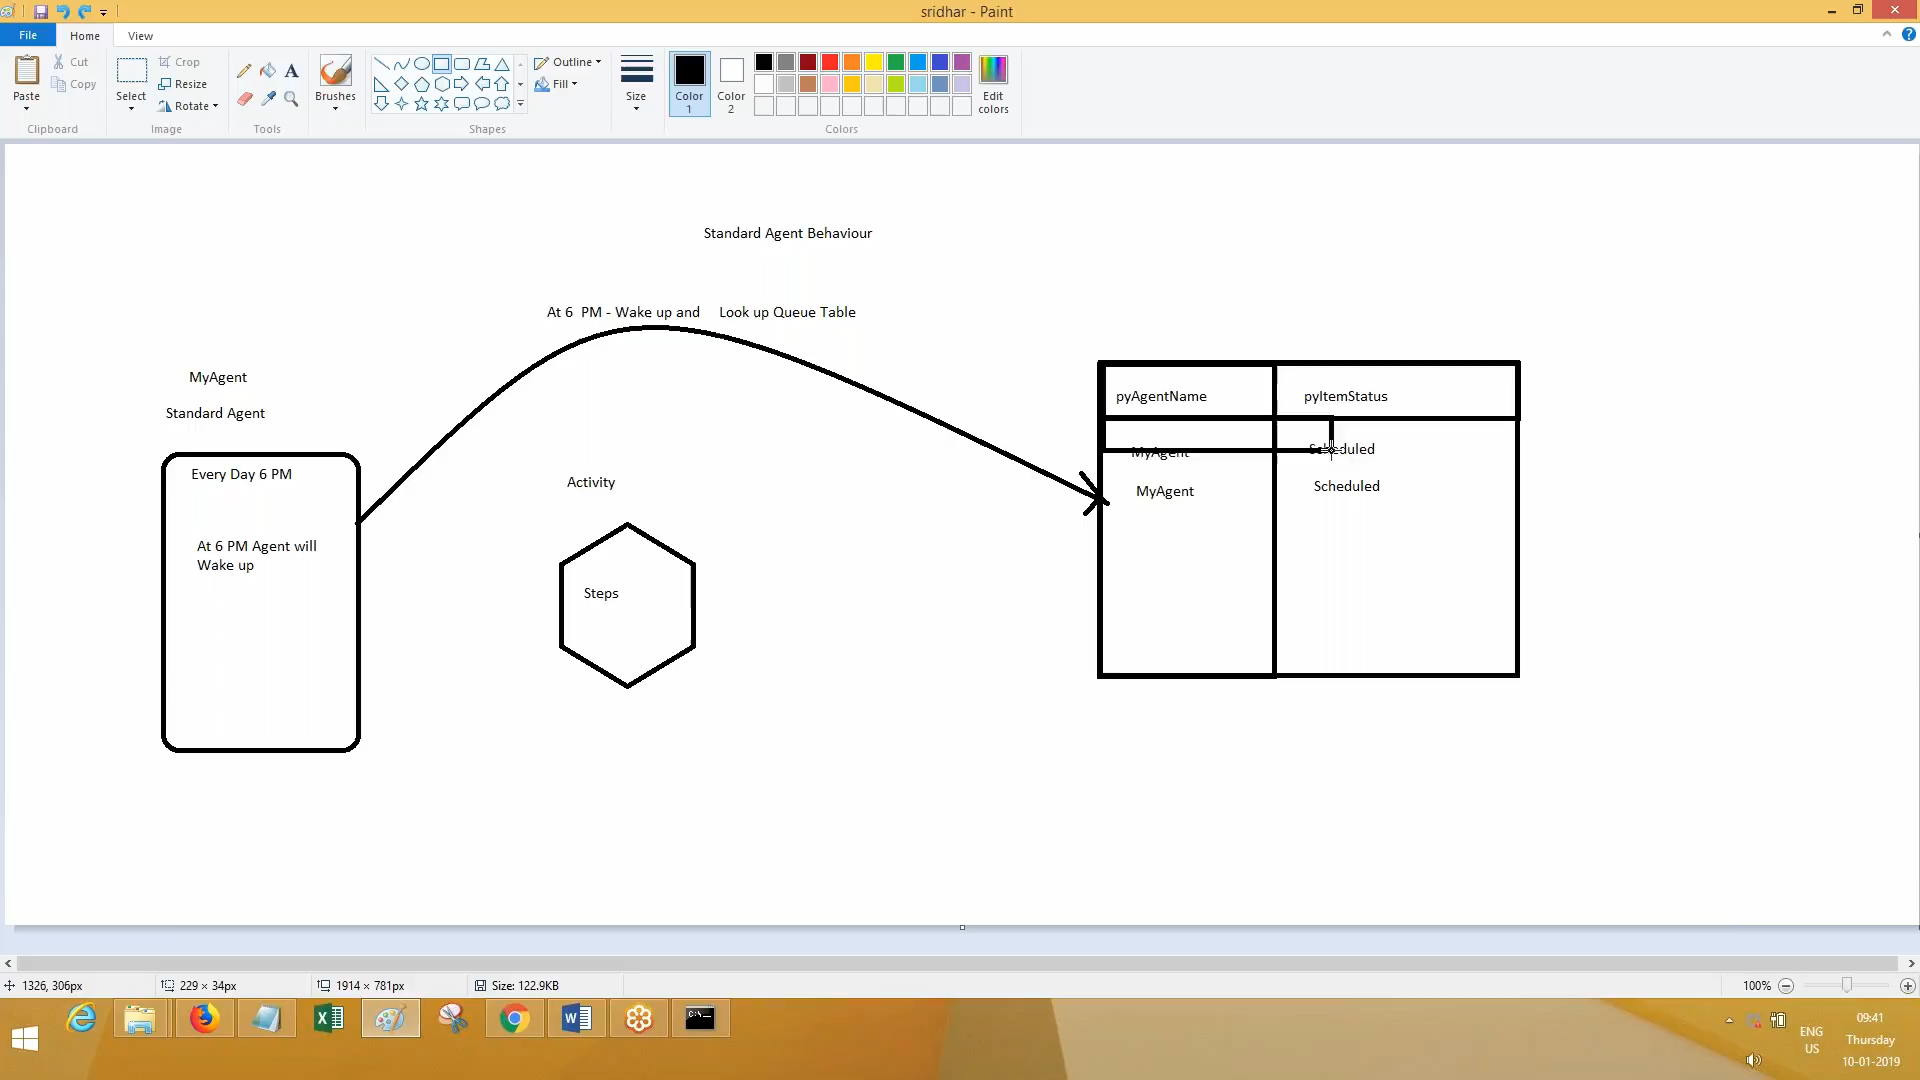 sridhar - Paint
File
Home
View
Paste
Cut
Copy
Clipboard
Select
Crop
Resize
Rotate
Image
A
Tools
Brushes
Shapes
Outline
Fill
Size
Color
1
Color
2
Edit
colors
Colors
Standard Agent Behaviour
At 6 PM - Wake up and Look up Queue Table
MyAgent
Standard Agent
Every Day 6 PM
At 6 PM Agent will
Wake up
Activity
Steps
pyAgentName pyItemStatus
MyAgent Scheduled
MyAgent Scheduled
1326, 306px
229 × 34px
1914 × 781px
Size: 122.9KB
100%
ENG
US
09:41
Thursday
10-01-2019